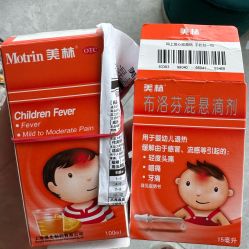 Motrin 美林
OTC
Children Fever
• Fever
• Mild to Moderate Pain
100ml
美林
布洛芬混悬滴剂
用于婴幼儿退热
缓解由于感冒、流感等引起的:
• 轻度头痛
• 咽痛
• 牙痛
15毫升